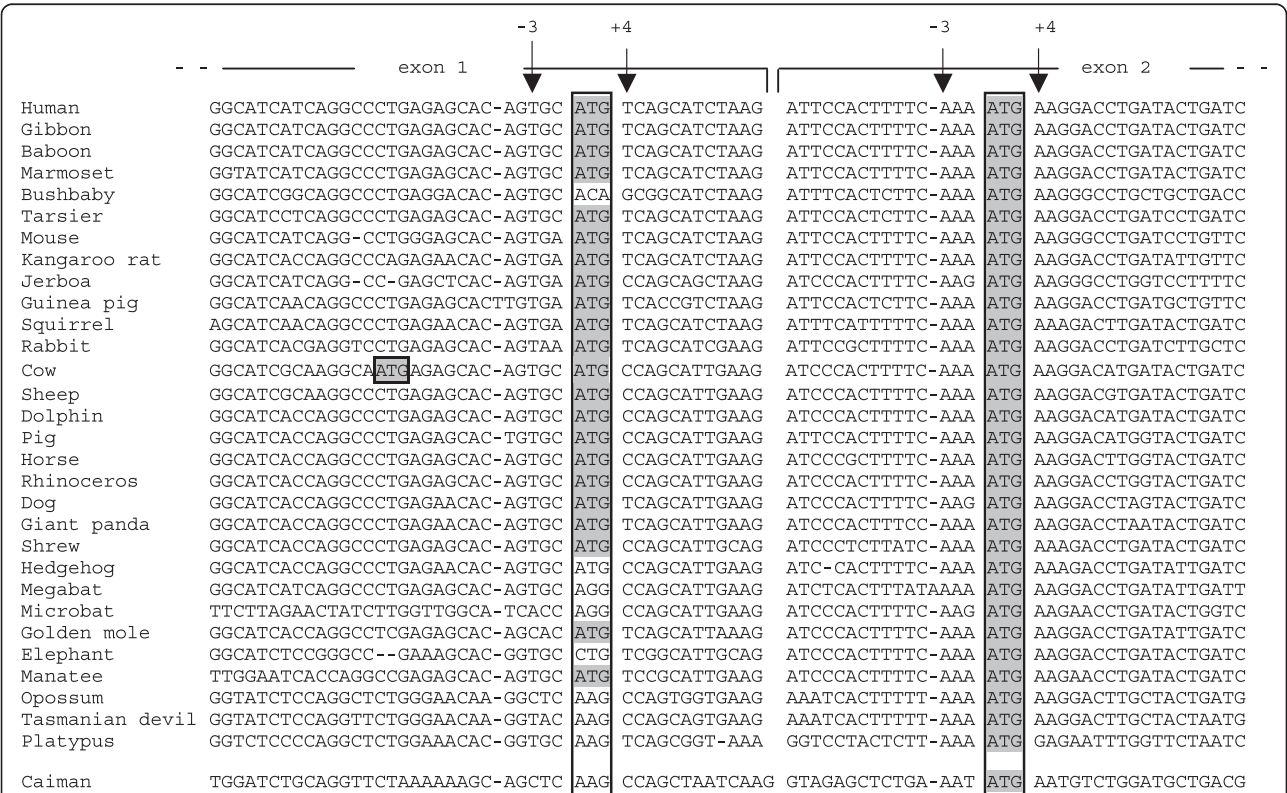 -3 +4 -3 +4
- - exon 1 exon 2 - -
Human GGCATCATCAGGCCCTGAGAGCAC-AGTGC ATG TCAGCATCTAAG ATTCCACTTTTC-AAA ATG AAGGACCTGATACTGATC
Gibbon GGCATCATCAGGCCCTGAGAGCAC-AGTGC ATG TCAGCATCTAAG ATTCCACTTTTC-AAA ATG AAGGACCTGATACTGATC
Baboon GGCATCATCAGGCCCTGAGAGCAC-AGTGC ATG TCAGCATCTAAG ATTCCACTTTTC-AAA ATG AAGGACCTGATACTGATC
Marmoset GGTATCATCAGGCCCTGAGAGCAC-AGTGC ATG TCAGCATCTAAG ATTCCACTTTTC-AAA ATG AAGGACCTGATACTGATC
Bushbaby GGCATCGGCAGGCCCTGAGGACAC-AGTGC ACA GCGGCATCTAAG ATTTCACTCTTC-AAA ATG AAGGGCCTGCTGCTGACC
Tarsier GGCATCCTCAGGCCCTGAGAGCAC-AGTGC ATG TCAGCATCTAAG ATTCCACTCTTC-AAA ATG AAGGACCTGATCCTGATC
Mouse GGCATCATCAGG-CCTGGGAGCAC-AGTGA ATG TCAGCATCTAAG ATTCCACTTTTC-AAA ATG AAGGGCCTGATCCTGTTC
Kangaroo rat GGCATCACCAGGCCCAGAGAACAC-AGTGA ATG TCAGCATCTAAG ATTCCACTTTTC-AAA ATG AAGGACCTGATATTGTTC
Jerboa GGCATCATCAGG-CC-GAGCTCAC-AGTGA ATG CCAGCAGCTAAG ATCCCACTTTTC-AAG ATG AAGGGCCTGGTCCTTTTC
Guinea pig GGCATCAACAGGCCCTGAGAGCACTTGTGA ATG TCACCGTCTAAG ATTCCACTCTTC-AAA ATG AAGGACCTGATGCTGTTC
Squirrel AGCATCAACAGGCCCTGAGAACAC-AGTGA ATG TCAGCATCTAAG ATTTCATTTTTC-AAA ATG AAAGACTTGATACTGATC
Rabbit GGCATCACGAGGTCCTGAGAGCAC-AGTAA ATG TCAGCATCGAAG ATTCCGCTTTTC-AAA ATG AAGGACCTGATCTTGCTC
Cow GGCATCGCAAGGCAATGAGAGCAC-AGTGC ATG CCAGCATTGAAG ATCCCACTTTTC-AAA ATG AAGGACATGATACTGATC
Sheep GGCATCGCAAGGCCCTGAGAGCAC-AGTGC ATG CCAGCATTGAAG ATCCCACTTTTC-AAA ATG AAGGACGTGATACTGATC
Dolphin GGCATCACCAGGCCCTGAGAGCAC-AGTGC ATG CCAGCATTGAAG ATCCCACTTTTC-AAA ATG AAGGACATGATACTGATC
Pig GGCATCACCAGGCCCTGAGAGCAC-TGTGC ATG CCAGCATTGAAG ATTCCACTTTTC-AAA ATG AAGGACATGGTACTGATC
Horse GGCATCACCAGGCCCTGAGAGCAC-AGTGC ATG CCAGCATTGAAG ATCCCGCTTTTC-AAA ATG AAGGACTTGGTACTGATC
Rhinoceros GGCATCACCAGGCCCTGAGAGCAC-AGTGC ATG CCAGCATTGAAG ATCCCACTTTTC-AAA ATG AAGGACCTGGTACTGATC
Dog GGCATCACCAGGCCCTGAGAACAC-AGTGC ATG TCAGCATTGAAG ATCCCACTTTTC-AAG ATG AAGGACCTAGTACTGATC
Giant panda GGCATCACCAGGCCCTGAGAACAC-AGTGC ATG TCAGCATTGAAG ATCCCACTTTCC-AAA ATG AAGGACCTAATACTGATC
Shrew GGCATCACCAGGCCCTGAGAGCAC-AGTGC ATG CCAGCATTGCAG ATCCCTCTTATC-AAA ATG AAAGACCTGATACTGATC
Hedgehog GGCATCACCAGGCCCTGAGAACAC-AGTGC ATG CCAGCATTGAAG ATC-CCACTTTTC-AAA ATG AAAGACCTGATATTGATC
Megabat GGCATCATCAGGCCCTGAGAGCAC-AGTGC AGG CCAGCATTGAAG ATCTCACTTTATAAAA ATG AAGGACCTGATATTGATT
Microbat TTCTTAGAACTATCTTGGTTGGCA-TCACC AGG CCAGCATTGAAG ATCCCACTTTTC-AAG ATG AAGAACCTGATACTGGTC
Golden mole GGCATCACCAGGCCTCGAGAGCAC-AGCAC ATG TCAGCATTAAAG ATCCCACTTTTC-AAA ATG AAGGACCTGATATTGATC
Elephant GGCATCTCCGGGCC--GAAAGCAC-GGTGC CTG TCGGCATTGCAG ATCCCACTTTTC-AAA ATG AAGGACCTGATACTGATC
Manatee TTGGAATCACCAGGCCGAGAGCAC-AGTGC ATG TCCGCATTGAAG ATCCCACTTTTC-AAA ATG AAGAACCTGATACTGATC
Opossum GGTATCTCCAGGCTCTGGGAACAA-GGCTC AAG CCAGTGGTGAAG AAATCACTTTTT-AAA ATG AAGGACTTGCTACTGATG
Tasmanian devil GGTATCTCCAGGTTCTGGGAACAA-GGTAC AAG CCAGCAGTGAAG AAATCACTTTTT-AAA ATG AAGGACTTGCTACTAATG
Platypus GGTCTCCCCAGGCTCTGGAAACAC-GGTGC AAG TCAGCGGT-AAA GGTCCTACTCTT-AAA ATG GAGAATTTGGTTCTAATC
Caiman TGGATCTGCAGGTTCTAAAAAAGC-AGCTC AAG CCAGCTAATCAAG GTAGAGCTCTGA-AAT ATG AATGTCTGGATGCTGACG